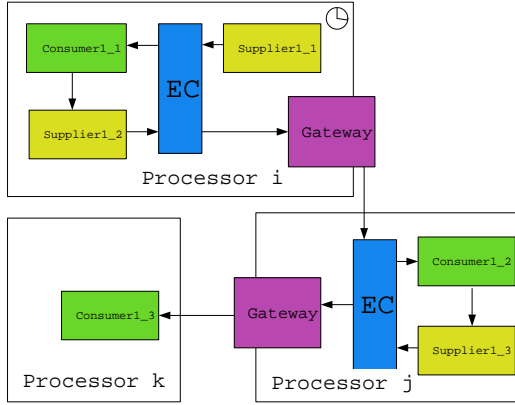 Consumer1_1
Supplier1_1
EC
Supplier1_2
Gateway
Processor i
Consumer1_2
EC
Gateway
Consumer1_3
Supplier1_3
Processor k
Processor j